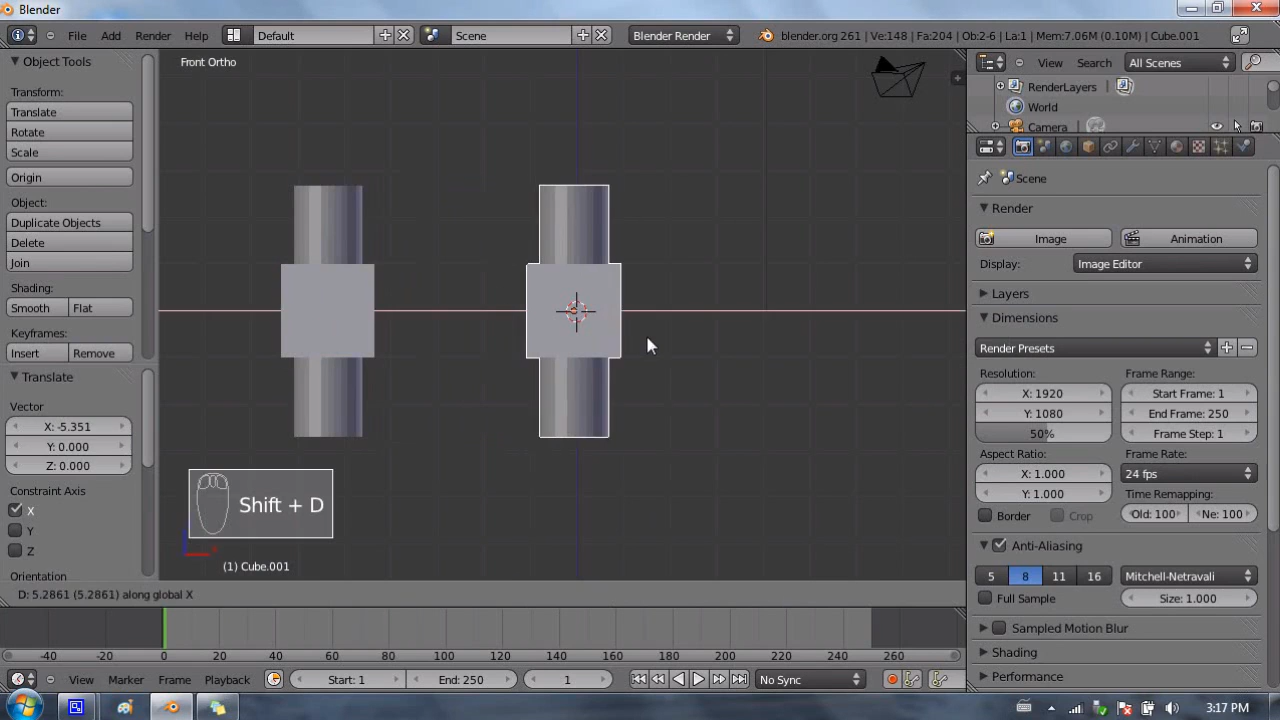 Blender
File Add Render Help Default Scene Blender Render blender.org 261 | Ve:148 | Fa:204 | Ob:2-6 | La:1 | Mem:7.06M (0.10M) | Cube.001
Object Tools
Transform:
Translate
Rotate
Scale
Origin
Object:
Duplicate Objects
Delete
Join
Shading:
Smooth Flat
Keyframes:
Insert Remove
Translate
Vector
X: -5.351
Y: 0.000
Z: 0.000
Constraint Axis
X
Y
Z
Orientation
Front Ortho
Shift + D
(1) Cube.001
D: 5.2861 (5.2861) along global X
View Search All Scenes
RenderLayers
World
Camera
Scene
Render
Image Animation
Display: Image Editor
Layers
Dimensions
Render Presets
Resolution: Frame Range:
X: 1920 Start Frame: 1
Y: 1080 End Frame: 250
50% Frame Step: 1
Aspect Ratio: Frame Rate:
X: 1.000 24 fps
Y: 1.000 Time Remapping:
Border Crop Old: 100 Ne: 100
Anti-Aliasing
5 8 11 16 Mitchell-Netravali
Full Sample Size: 1.000
Sampled Motion Blur
Shading
Performance
-40 -20 0 20 40 60 80 100 120 140 160 180 200 220 240 260
View Marker Frame Playback Start: 1 End: 250 1 No Sync
3:17 PM